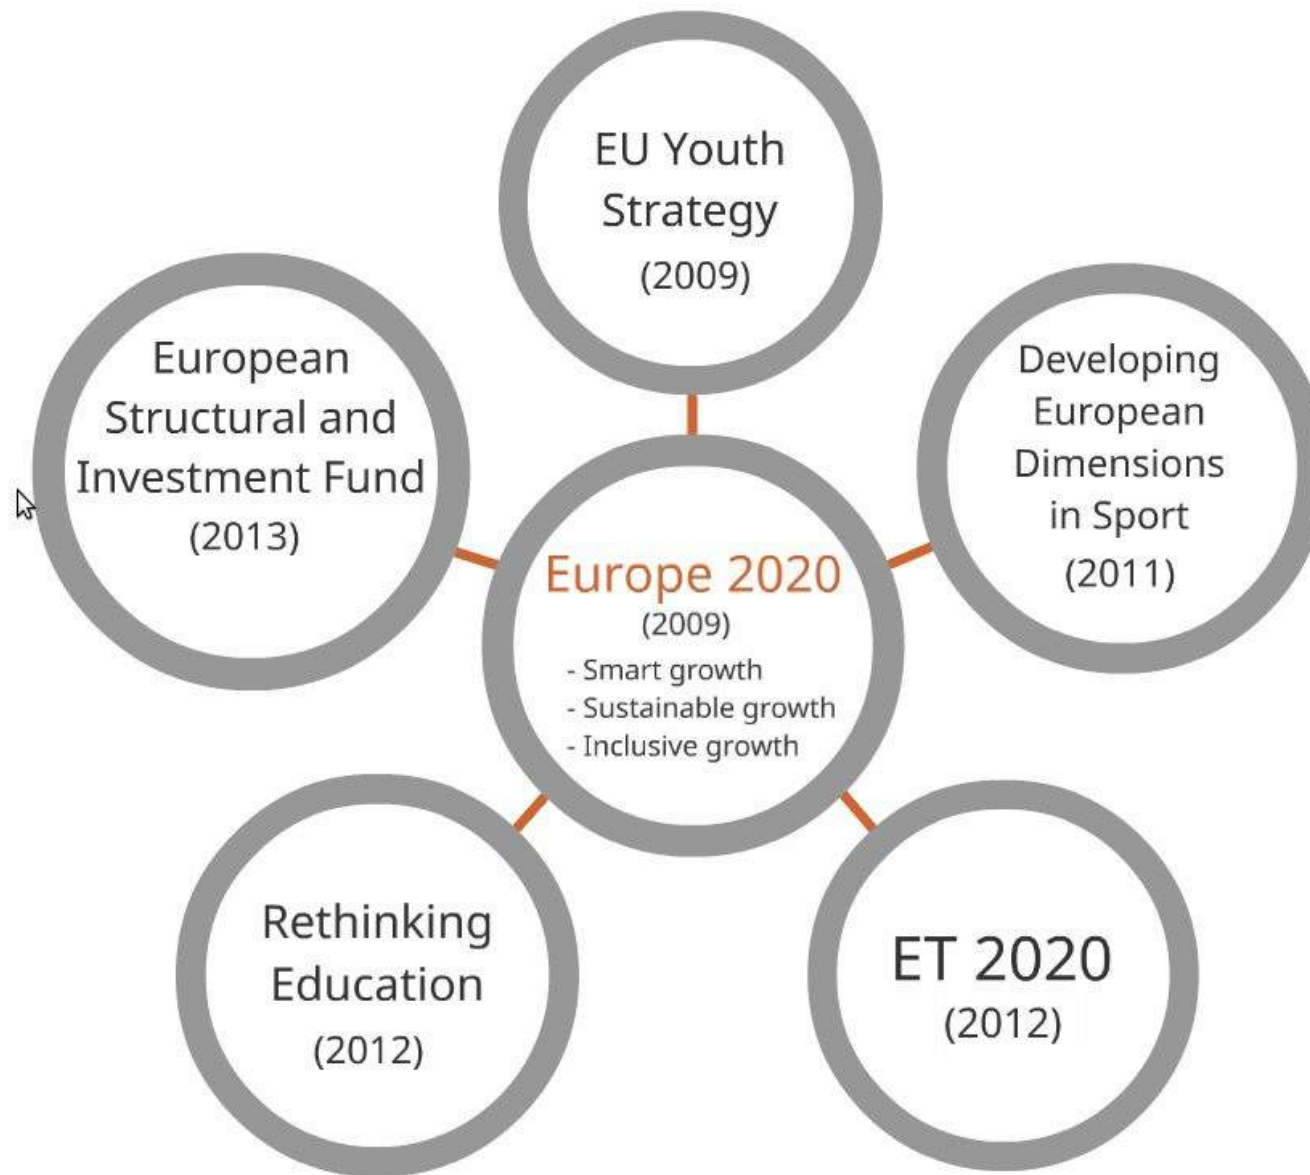 EU Youth
Strategy
(2009)
European
Structural and
Investment Fund
(2013)
Developing
European
Dimensions
in Sport
(2011)
Europe 2020
(2009)
- Smart growth
- Sustainable growth
- Inclusive growth
Rethinking
Education
(2012)
ET 2020
(2012)